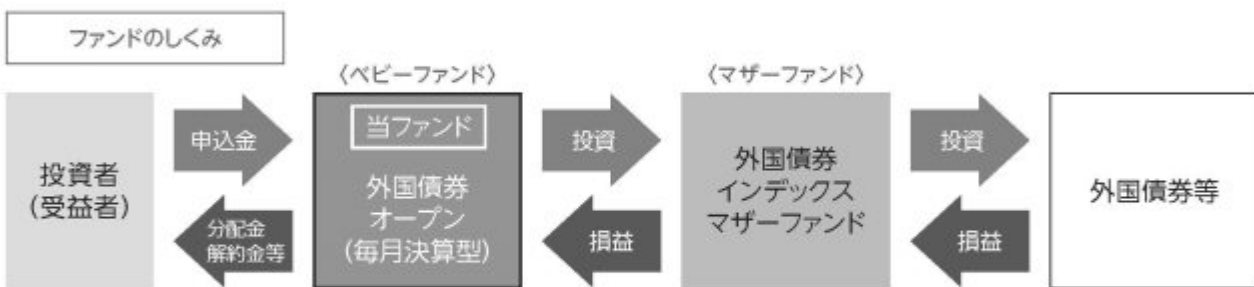 ファンドのしくみ
〈ベビーファンド〉
〈マザーファンド〉
投資者
(受益者)
申込金
分配金
解約金等
当ファンド
外国債券
オープン
(毎月決算型)
投資
損益
外国債券
インデックス
マザーファンド
投資
損益
外国債券等